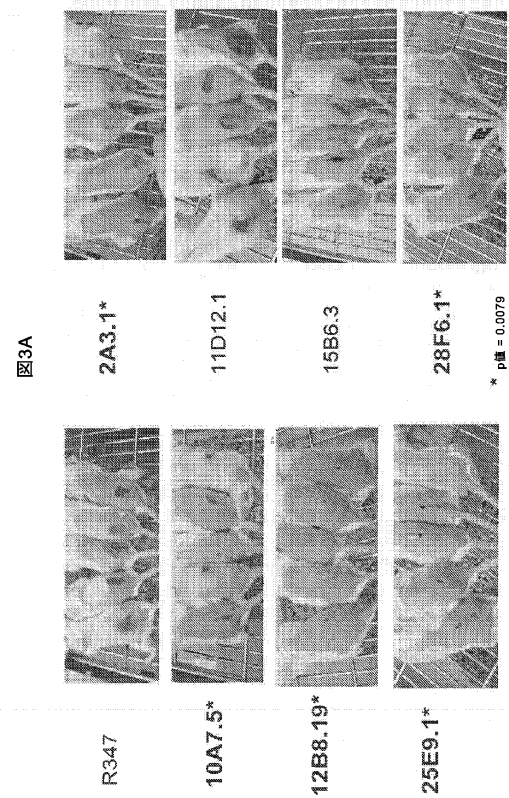 図3A
R347
2A3.1*
10A7.5*
11D12.1
12B8.19*
15B6.3
25E9.1*
28F6.1*
* p値 = 0.0079